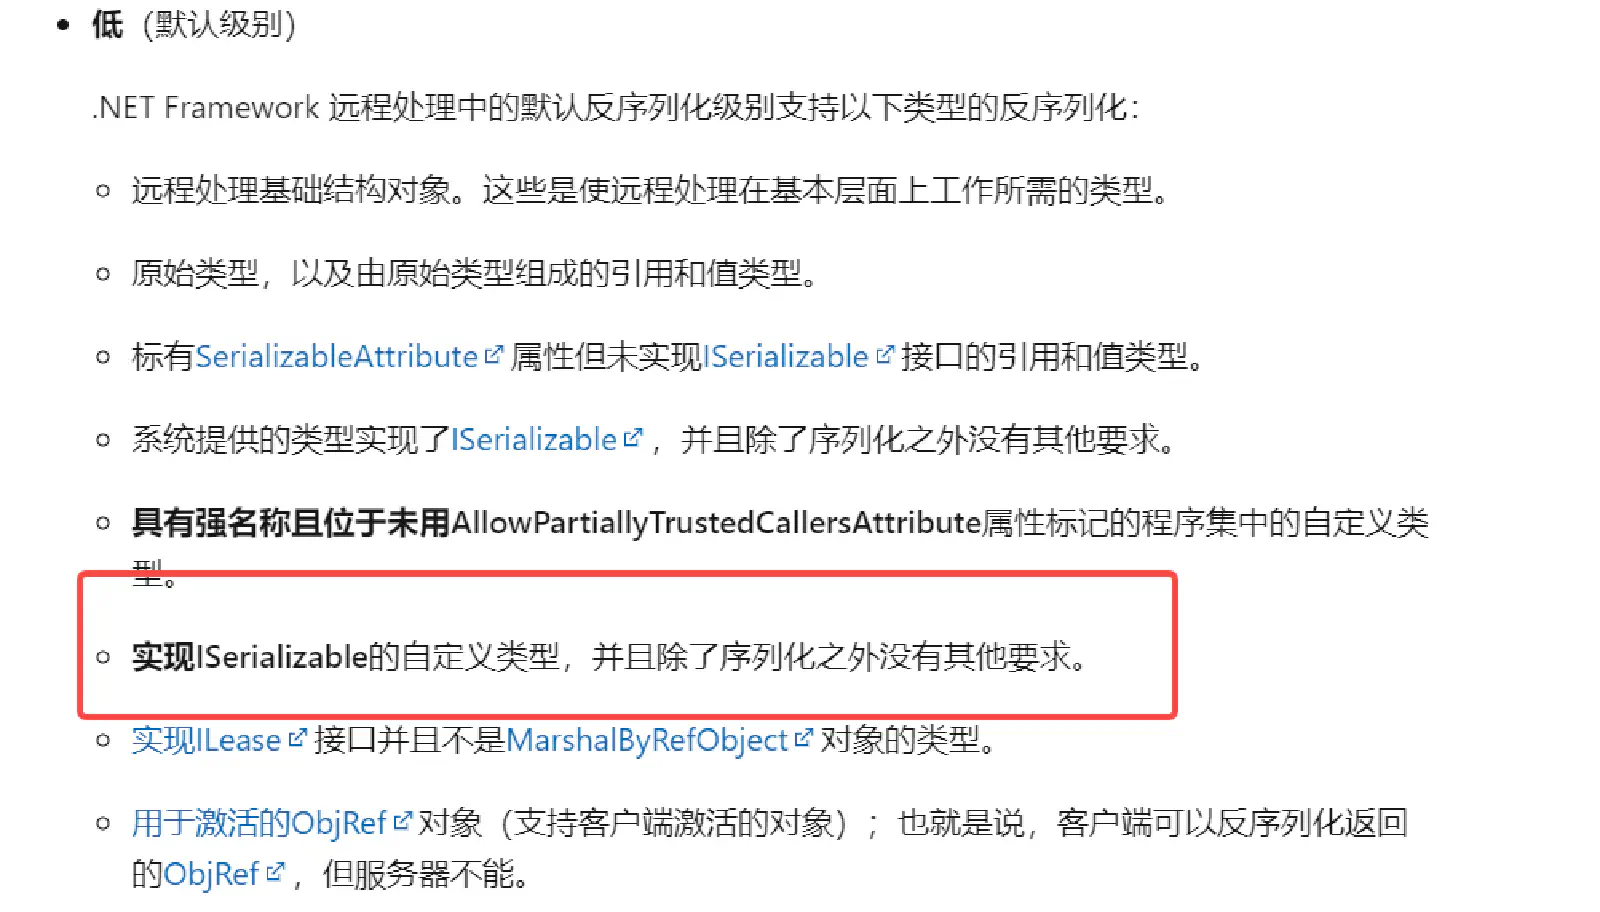 低（默认级别）
.NET Framework 远程处理中的默认反序列化级别支持以下类型的反序列化：
远程处理基础结构对象。这些是使远程处理在基本层面上工作所需的类型。
原始类型，以及由原始类型组成的引用和值类型。
标有SerializableAttribute 属性但未实现ISerializable 接口的引用和值类型。
系统提供的类型实现了ISerializable ，并且除了序列化之外没有其他要求。
具有强名称且位于未用AllowPartiallyTrustedCallersAttribute属性标记的程序集中的自定义类
型。
实现ISerializable的自定义类型，并且除了序列化之外没有其他要求。
实现ILease 接口并且不是MarshalByRefObject 对象的类型。
用于激活的ObjRef 对象（支持客户端激活的对象）；也就是说，客户端可以反序列化返回
的ObjRef ，但服务器不能。